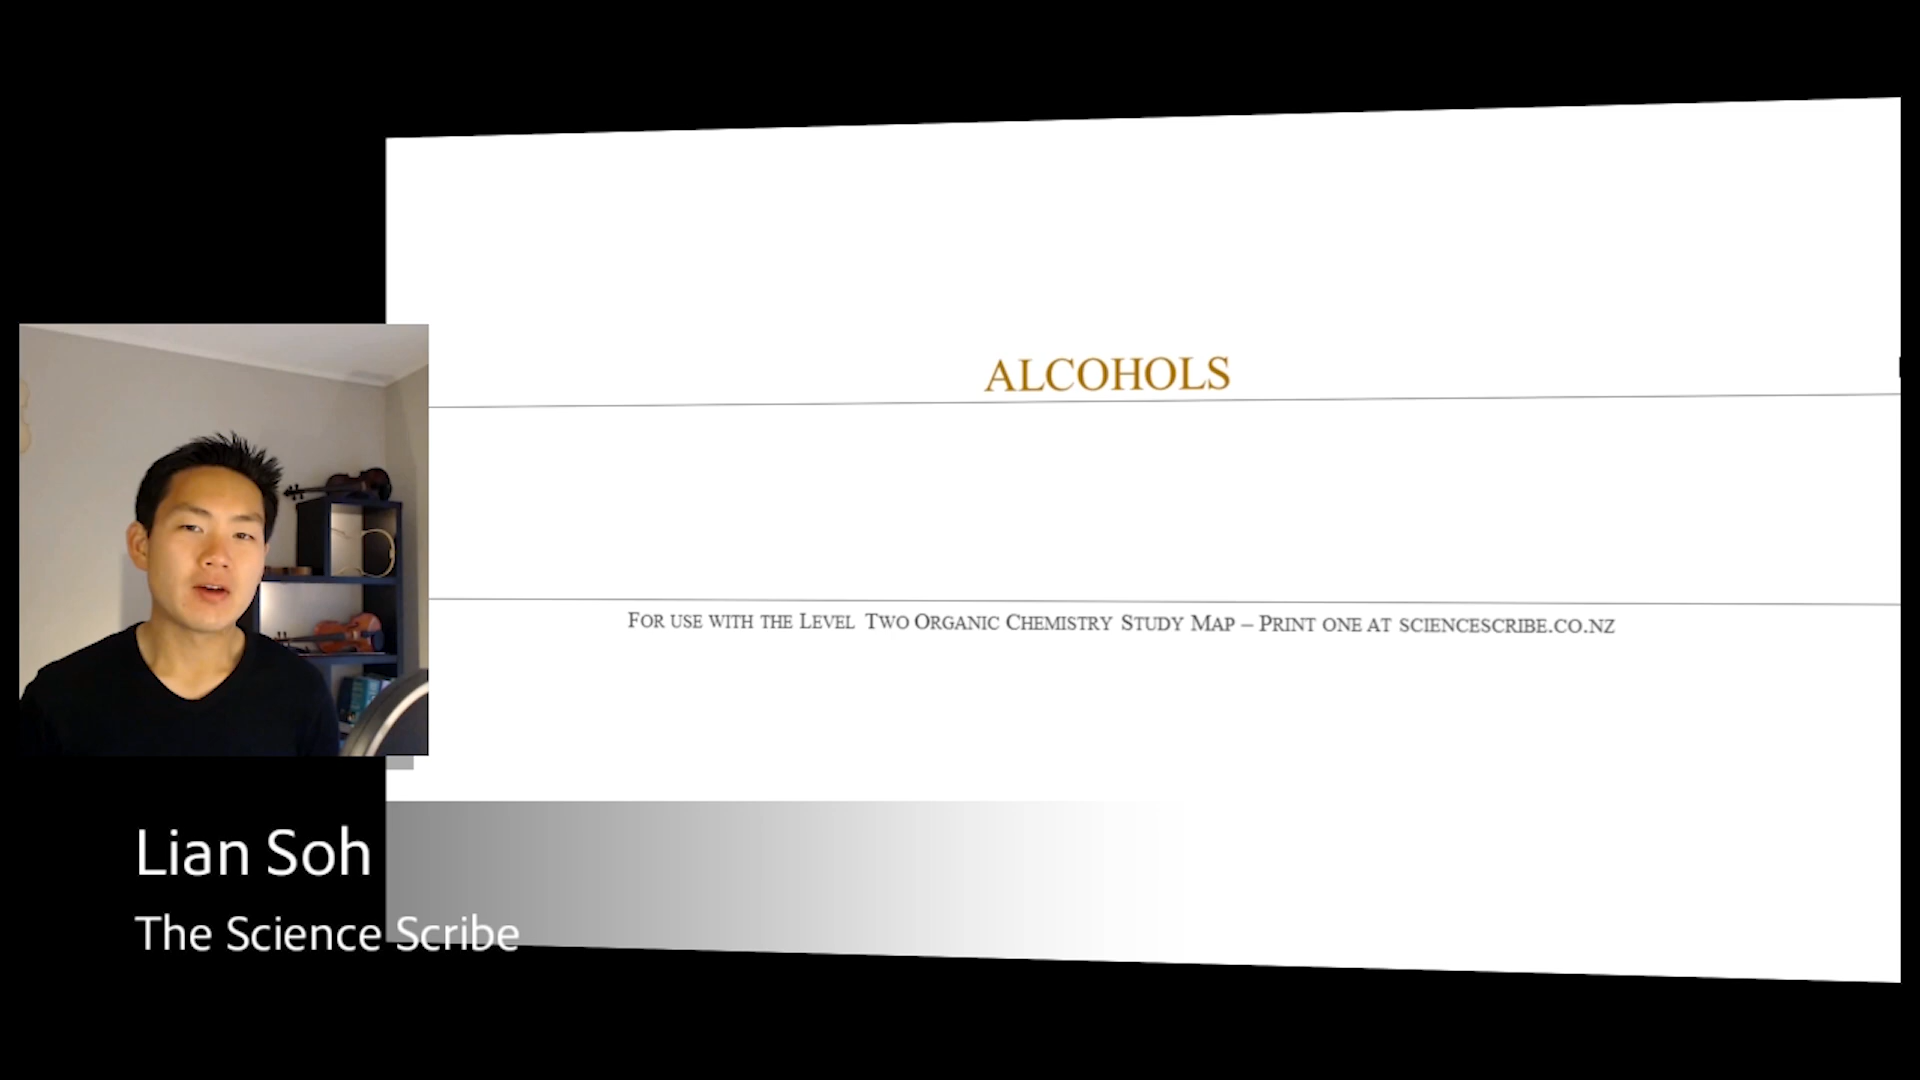 ALCOHOLS
FOR USE WITH THE LEVEL TWO ORGANIC CHEMISTRY STUDY MAP – PRINT ONE AT SCIENCESCRIBE.CO.NZ
Lian Soh
The Science Scribe